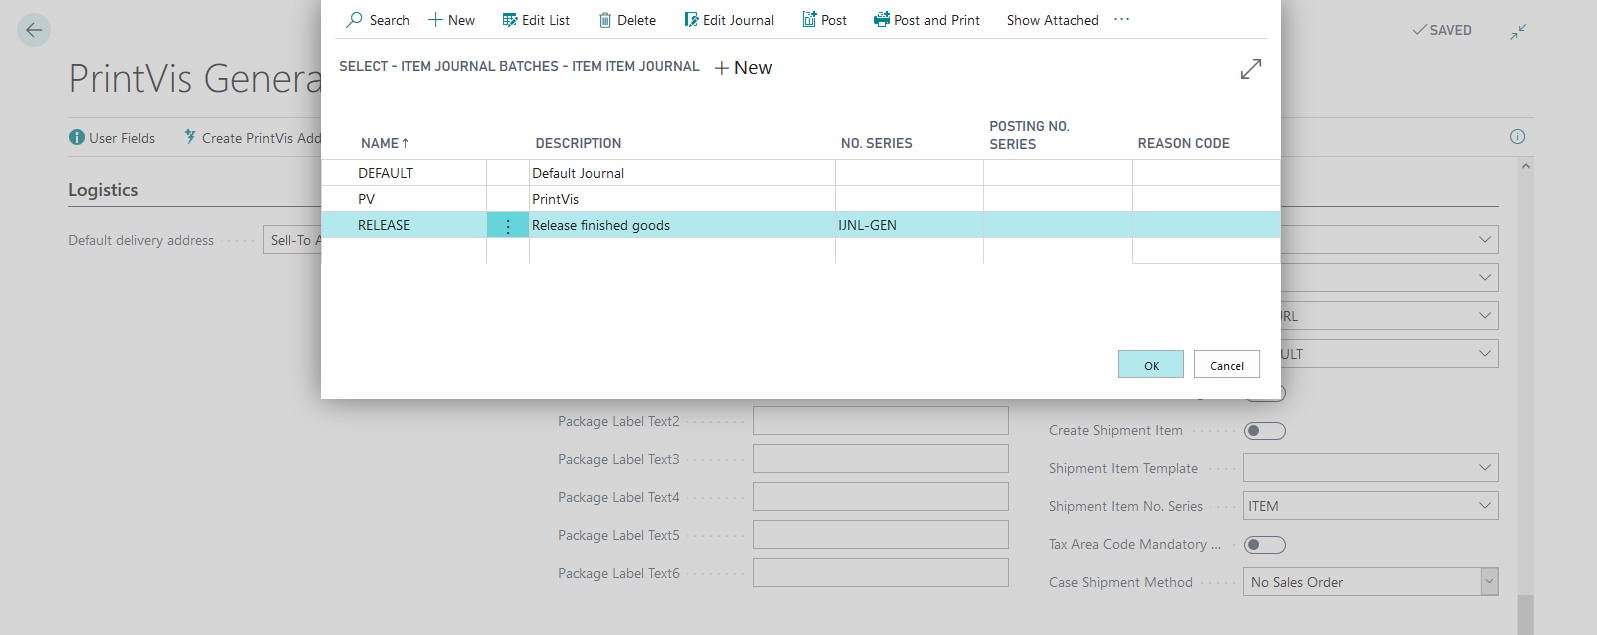 Search
New
Edit List
Delete
Edit Journal
Post
Post and Print
Show Attached
SAVED
SELECT - ITEM JOURNAL BATCHES - ITEM ITEM JOURNAL
New
PrintVis Genera
User Fields
Create PrintVis Add
NAME
DESCRIPTION
NO. SERIES
POSTING NO.
SERIES
REASON CODE
DEFAULT
Default Journal
PV
PrintVis
RELEASE
Release finished goods
IJNL-GEN
Logistics
Default delivery address
Sell-To A
RL
ULT
OK
Cancel
Package Label Text2
Package Label Text3
Package Label Text4
Package Label Text5
Package Label Text6
Create Shipment Item
Shipment Item Template
Shipment Item No. Series
ITEM
Tax Area Code Mandatory ...
Case Shipment Method
No Sales Order